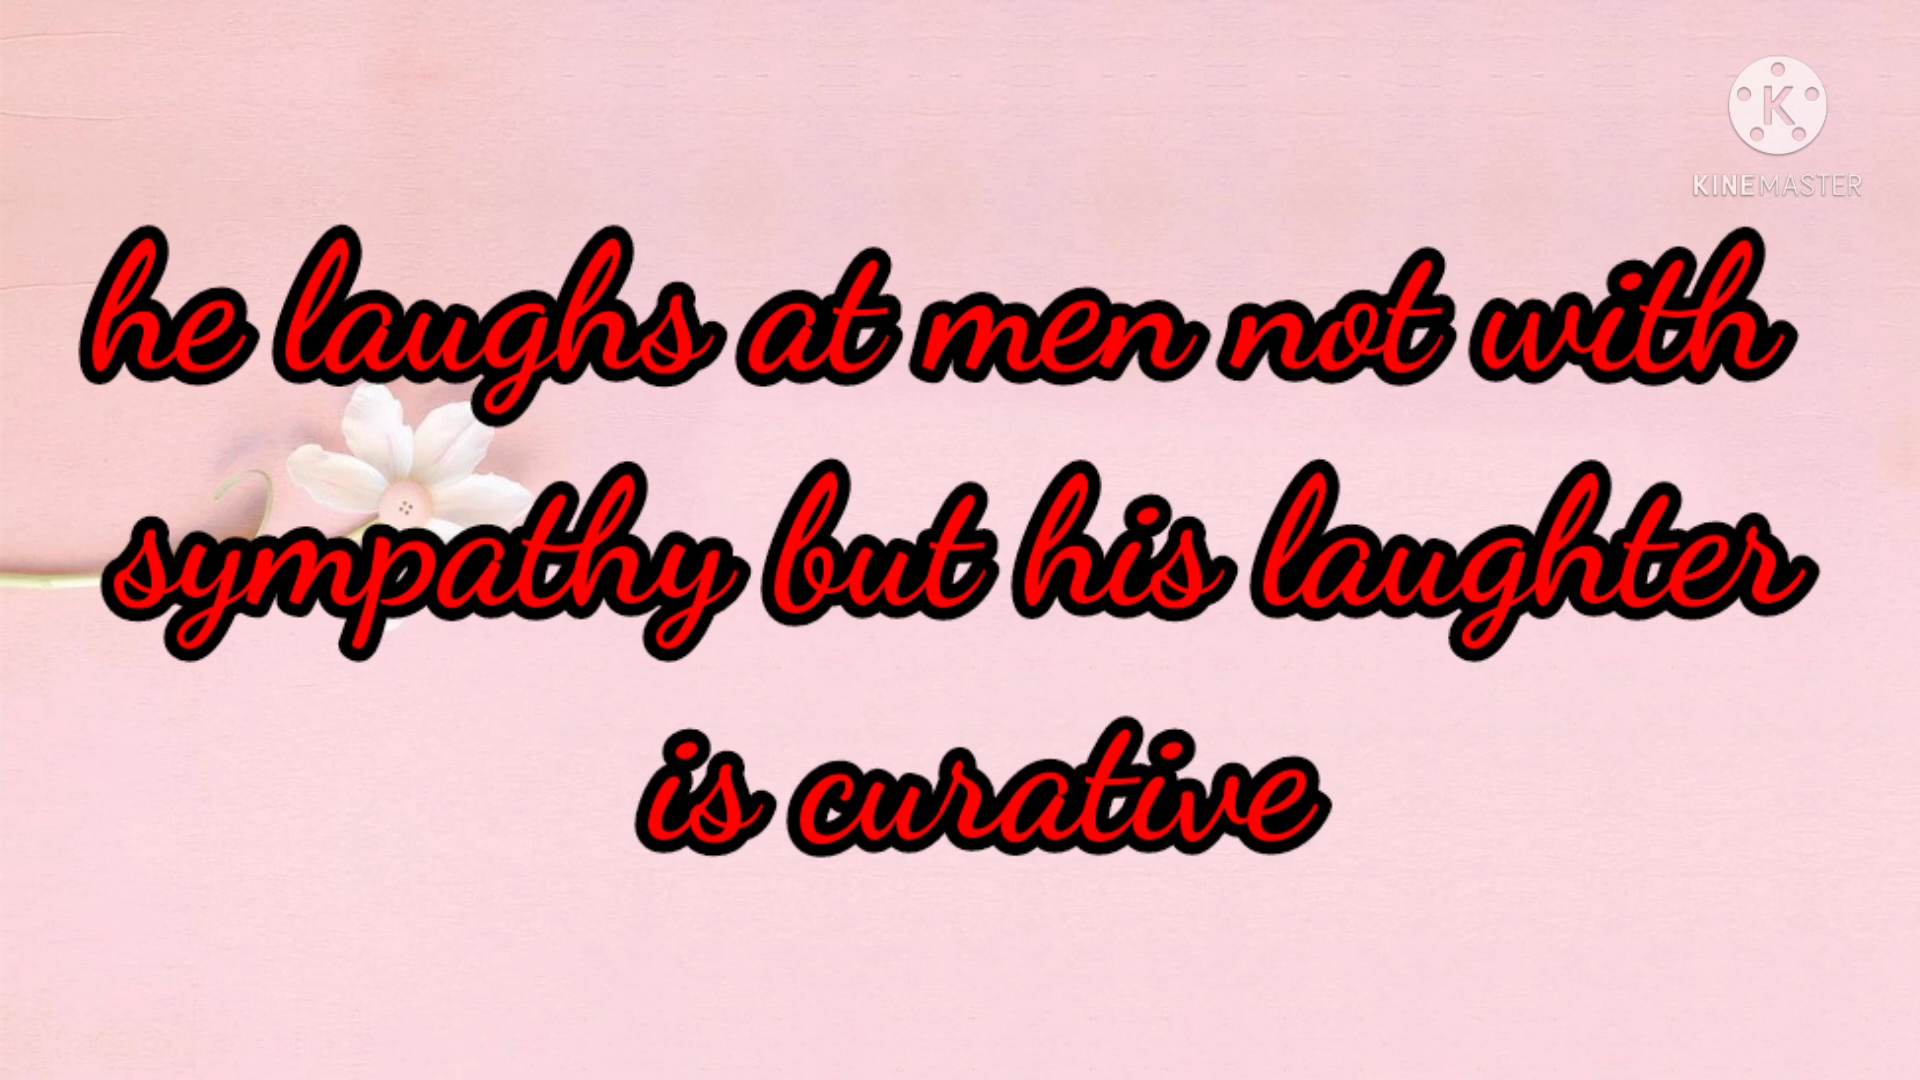 K
KINEMASTER
he laughs at men not with
sympathy but his laughter
is curative